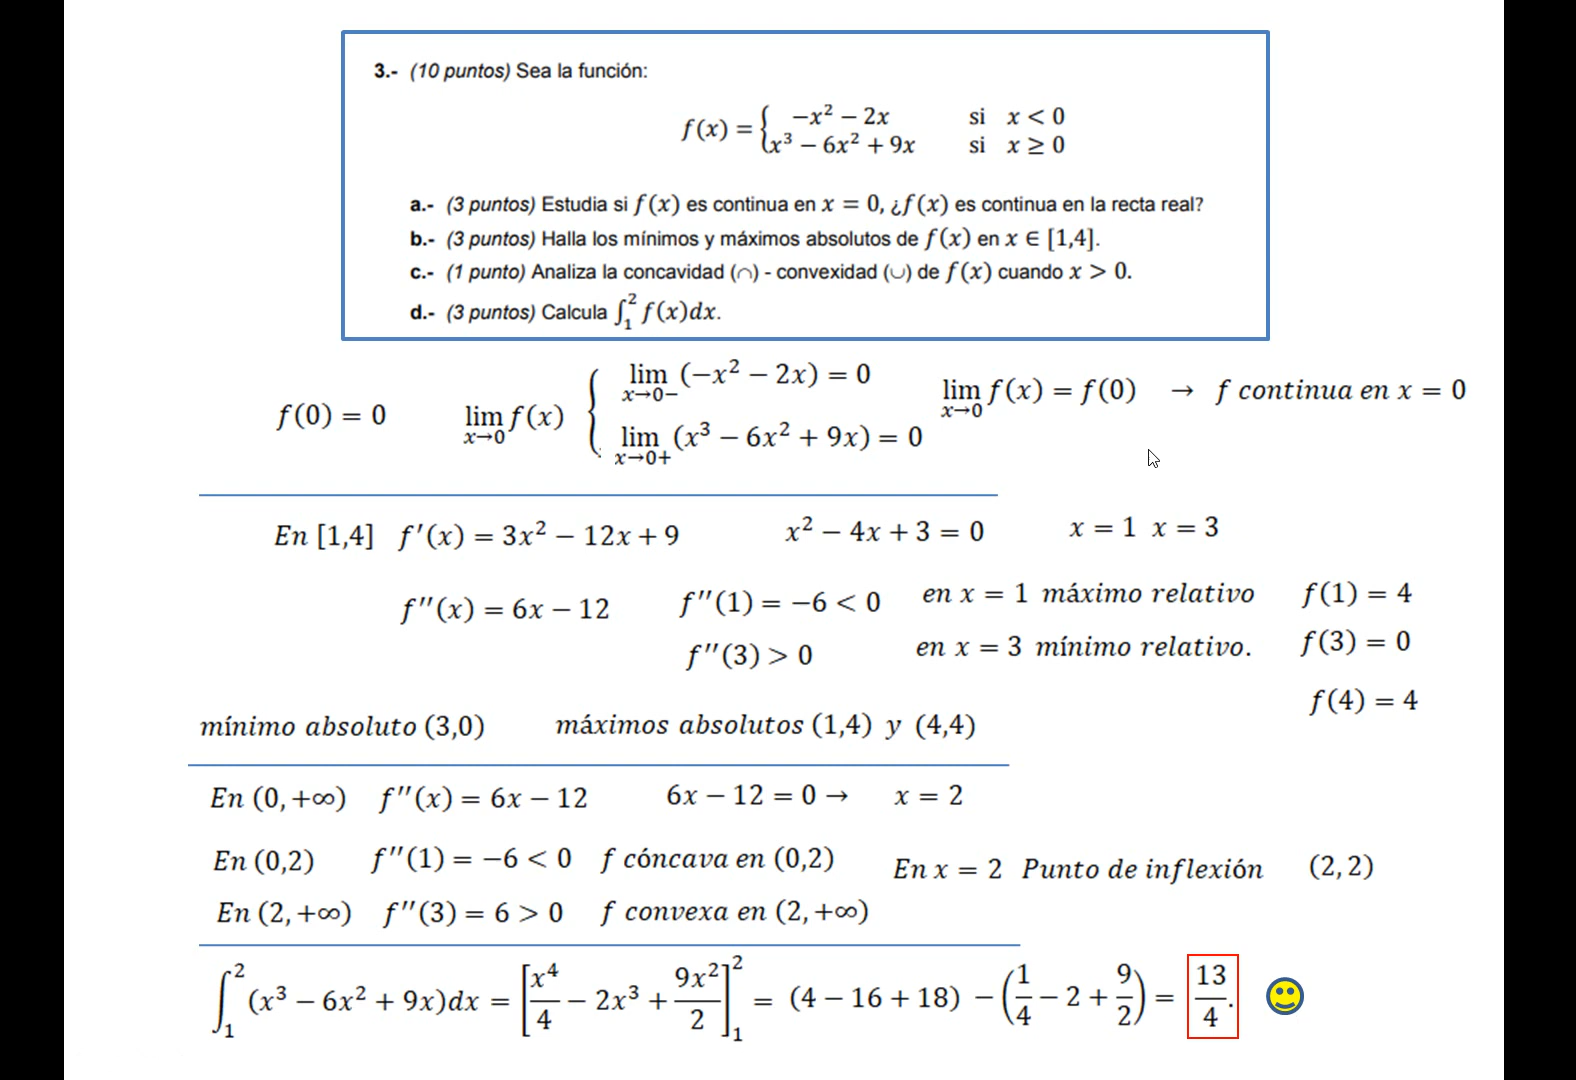 3.- (10 puntos) Sea la función:
f(x) = { −x² − 2x si x < 0
x³ − 6x² + 9x si x ≥ 0
a.- (3 puntos) Estudia si f(x) es continua en x = 0, ¿f(x) es continua en la recta real?
b.- (3 puntos) Halla los mínimos y máximos absolutos de f(x) en x ∈ [1,4].
c.- (1 punto) Analiza la concavidad (∩) - convexidad (∪) de f(x) cuando x > 0.
d.- (3 puntos) Calcula ∫₁² f(x)dx.
f(0) = 0 lim x→0 f(x) { lim x→0− (−x² − 2x) = 0
lim x→0+ (x³ − 6x² + 9x) = 0
lim x→0 f(x) = f(0) → f continua en x = 0
En [1,4] f′(x) = 3x² − 12x + 9 x² − 4x + 3 = 0 x = 1 x = 3
f′′(x) = 6x − 12 f′′(1) = −6 < 0 en x = 1 máximo relativo f(1) = 4
f′′(3) > 0 en x = 3 mínimo relativo. f(3) = 0
f(4) = 4
mínimo absoluto (3,0) máximos absolutos (1,4) y (4,4)
En (0,+∞) f′′(x) = 6x − 12 6x − 12 = 0 → x = 2
En (0,2) f′′(1) = −6 < 0 f cóncava en (0,2) En x = 2 Punto de inflexión (2,2)
En (2,+∞) f′′(3) = 6 > 0 f convexa en (2,+∞)
∫₁² (x³ − 6x² + 9x)dx = [x⁴/4 − 2x³ + 9x²/2]₁² = (4 − 16 + 18) − (1/4 − 2 + 9/2) = 13/4.